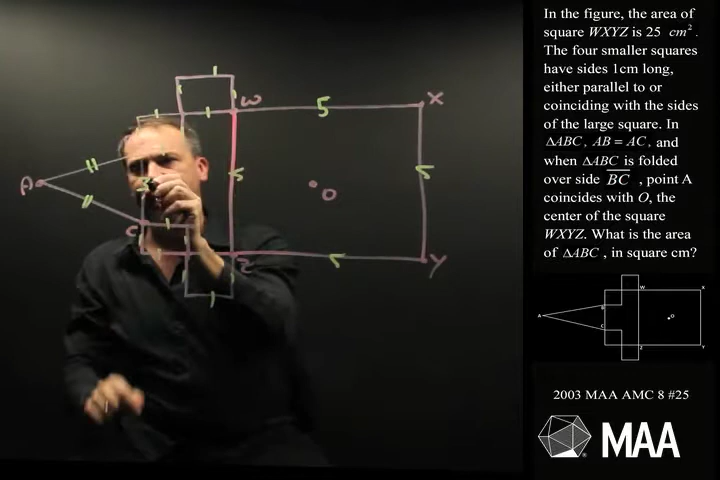 In the figure, the area of
square WXYZ is 25 cm².
The four smaller squares
have sides 1cm long,
either parallel to or
coinciding with the sides
of the large square. In
ΔABC, AB = AC, and
when ΔABC is folded
over side BC, point A
coincides with O, the
center of the square
WXYZ. What is the area
of ΔABC, in square cm?
W
X
B
A
O
C
Z
Y
2003 MAA AMC 8 #25
MAA
W
5
X
5
5
A
O
C
Z
5
Y